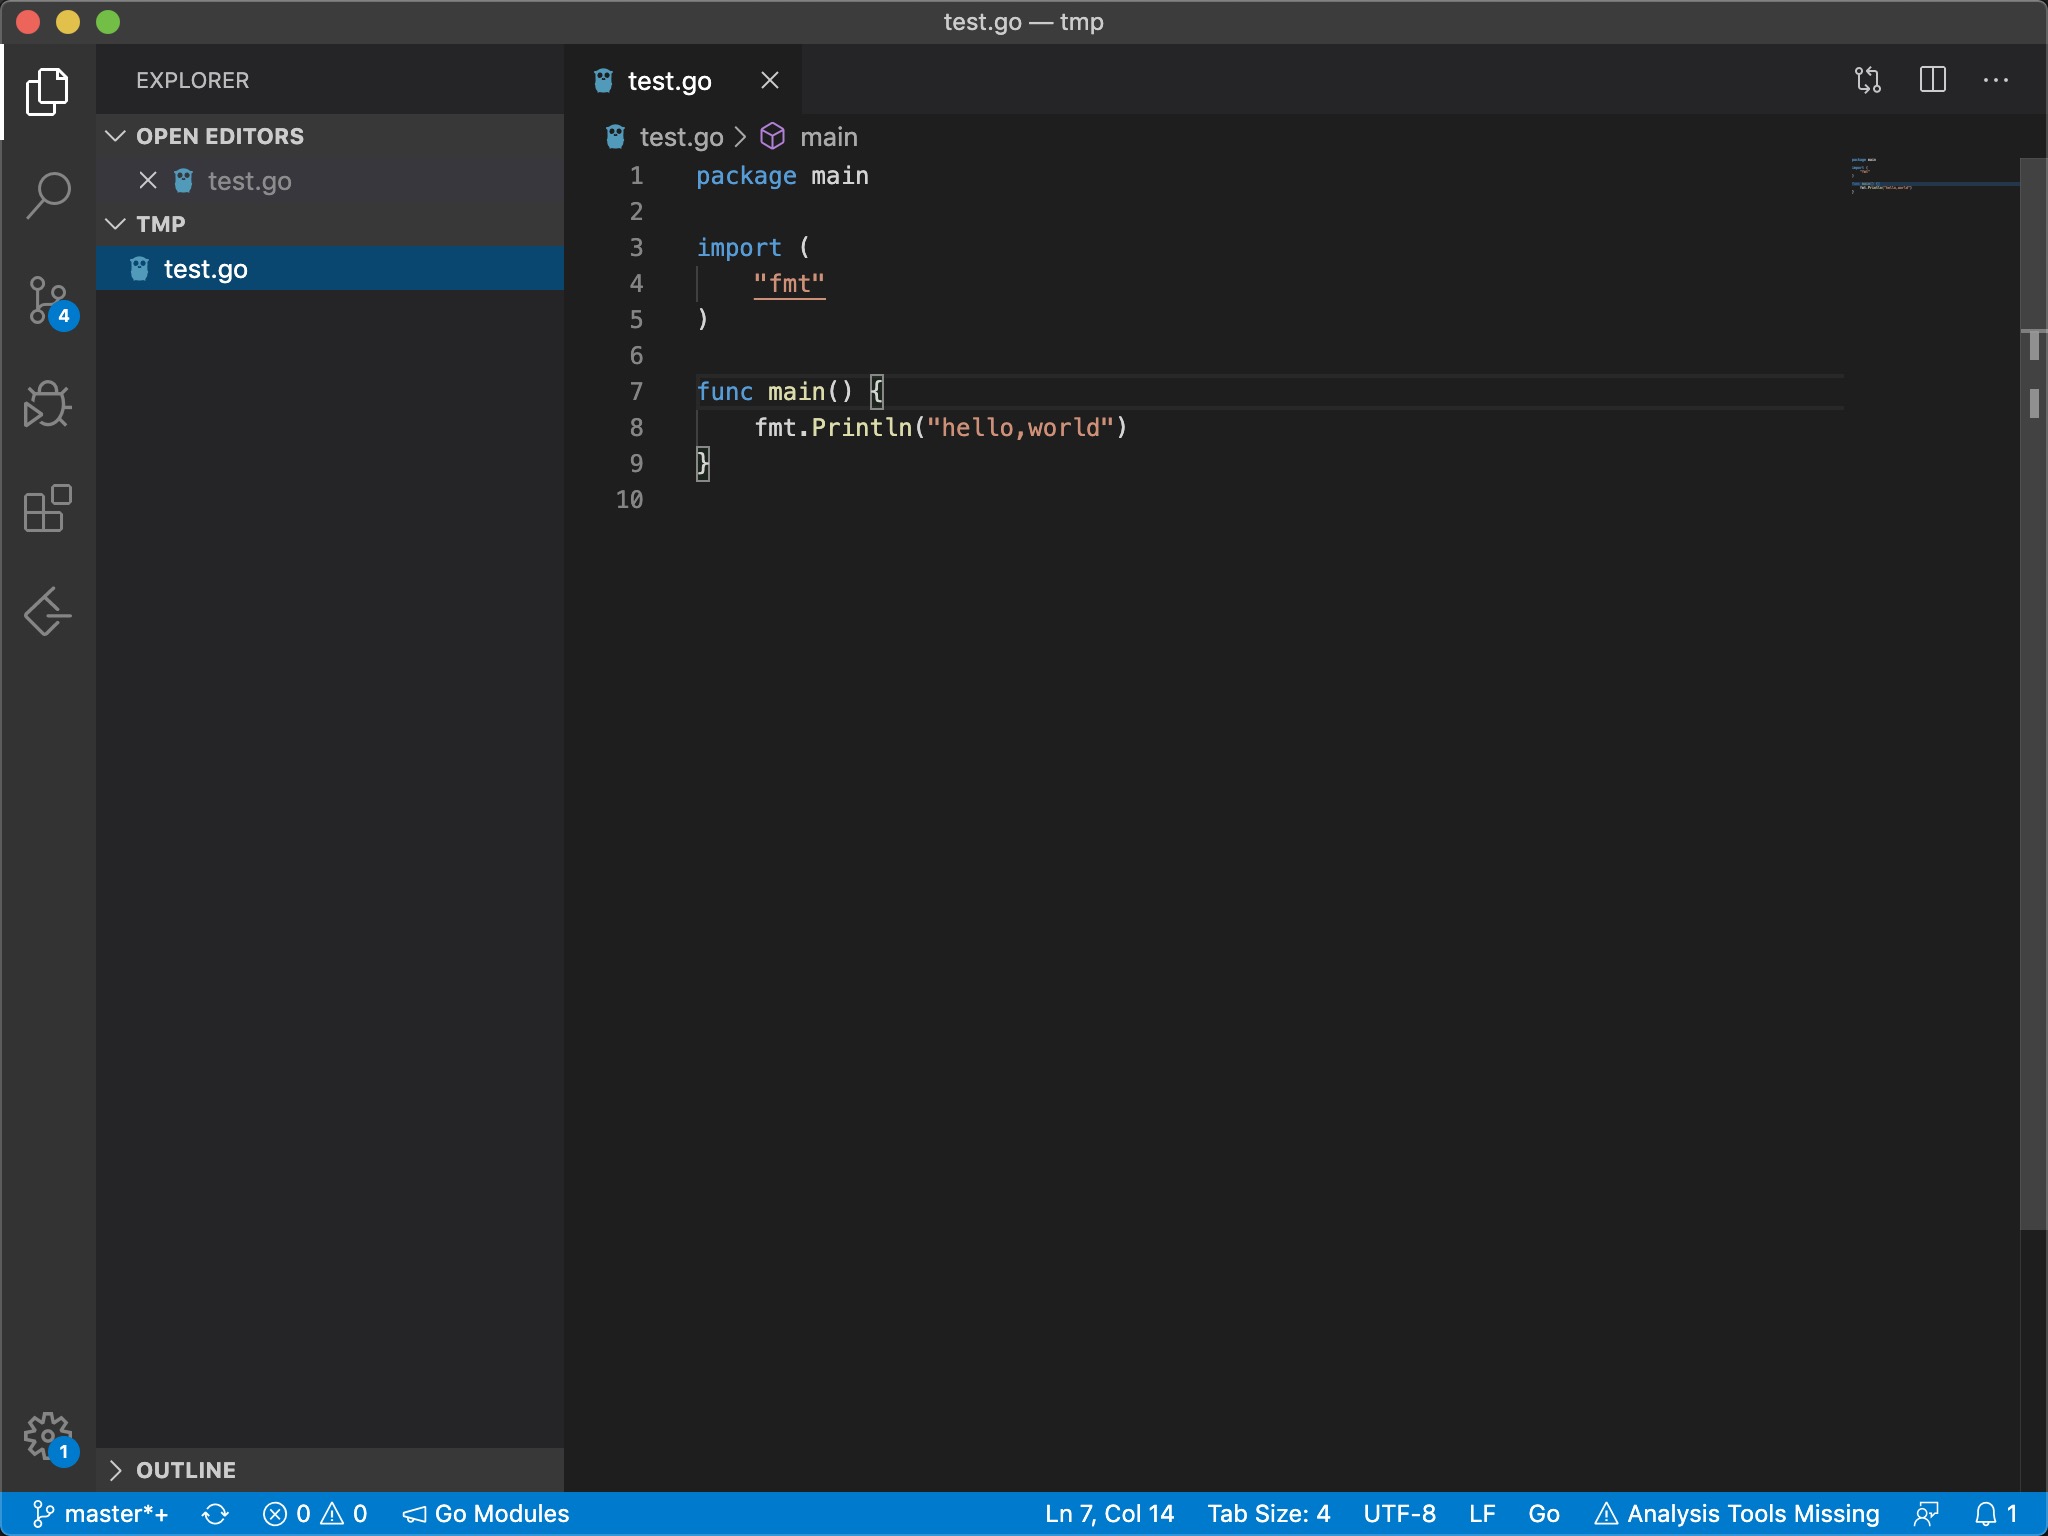 test.go — tmp
EXPLORER
OPEN EDITORS
test.go
TMP
test.go
OUTLINE
4
1
test.go
test.go > main
1 package main
2
3 import (
4 "fmt"
5 )
6
7 func main() {
8 fmt.Println("hello,world")
9 }
10
master*+ 0 0 Go Modules Ln 7, Col 14 Tab Size: 4 UTF-8 LF Go Analysis Tools Missing 1